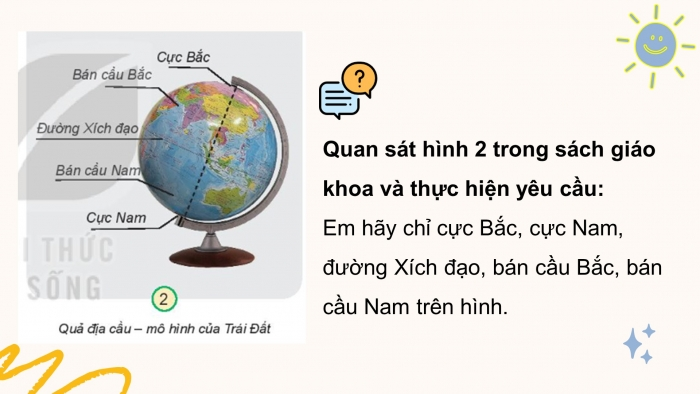 Cực Bắc
Bán cầu Bắc
Đường Xích đạo
Bán cầu Nam
Cực Nam
I THỨC
SỐNG
2
Quả địa cầu – mô hình của Trái Đất
?
Quan sát hình 2 trong sách giáo
khoa và thực hiện yêu cầu:
Em hãy chỉ cực Bắc, cực Nam,
đường Xích đạo, bán cầu Bắc, bán
cầu Nam trên hình.